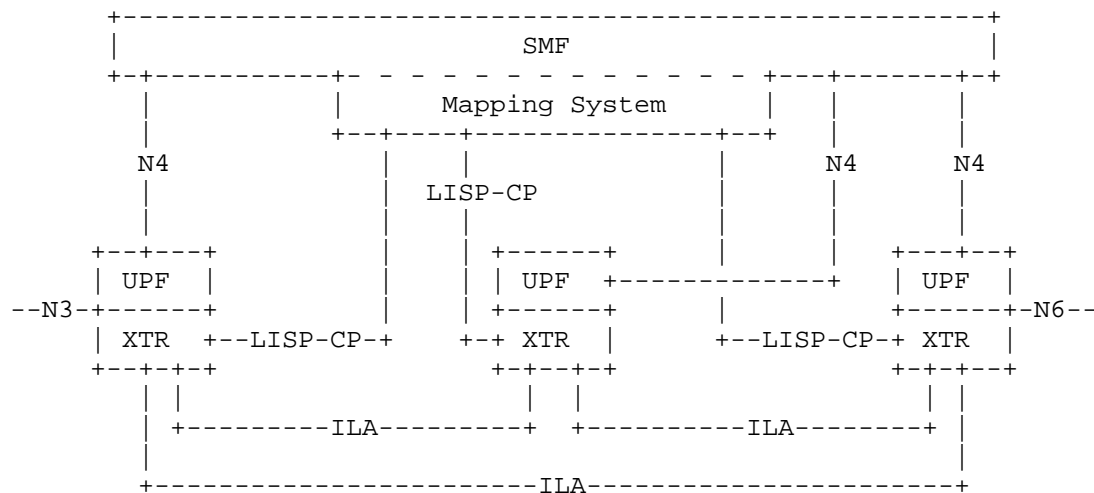 SMF
Mapping System
N4 N4 N4
LISP-CP
UPF UPF UPF
N3 N6
XTR LISP-CP XTR LISP-CP XTR
ILA ILA
ILA